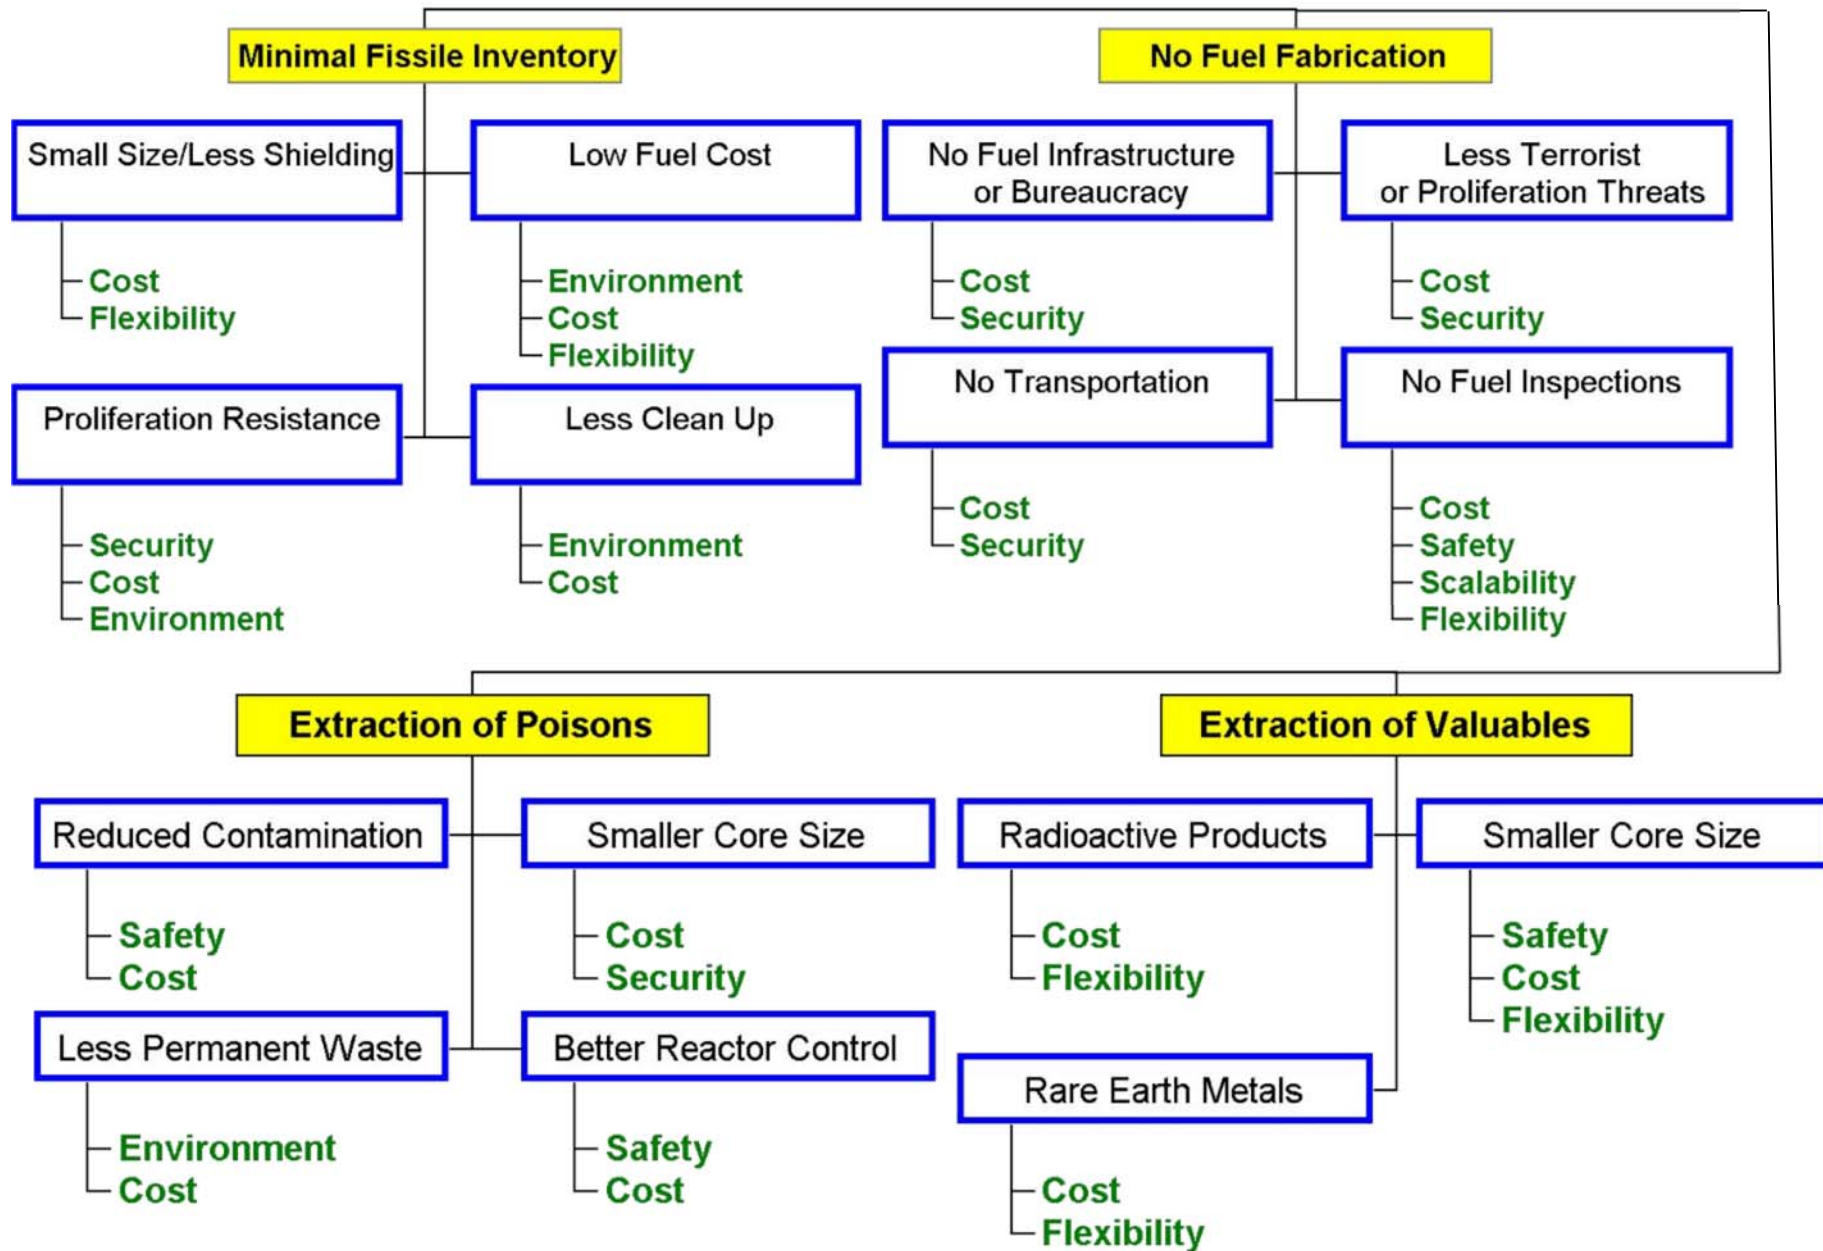 Minimal Fissile Inventory
Small Size/Less Shielding
Cost
Flexibility
Low Fuel Cost
Environment
Cost
Flexibility
Proliferation Resistance
Security
Cost
Environment
Less Clean Up
Environment
Cost
No Fuel Fabrication
No Fuel Infrastructure
or Bureaucracy
Cost
Security
Less Terrorist
or Proliferation Threats
Cost
Security
No Transportation
Cost
Security
No Fuel Inspections
Cost
Safety
Scalability
Flexibility
Extraction of Poisons
Reduced Contamination
Safety
Cost
Smaller Core Size
Cost
Security
Less Permanent Waste
Environment
Cost
Better Reactor Control
Safety
Cost
Extraction of Valuables
Radioactive Products
Cost
Flexibility
Smaller Core Size
Safety
Cost
Flexibility
Rare Earth Metals
Cost
Flexibility